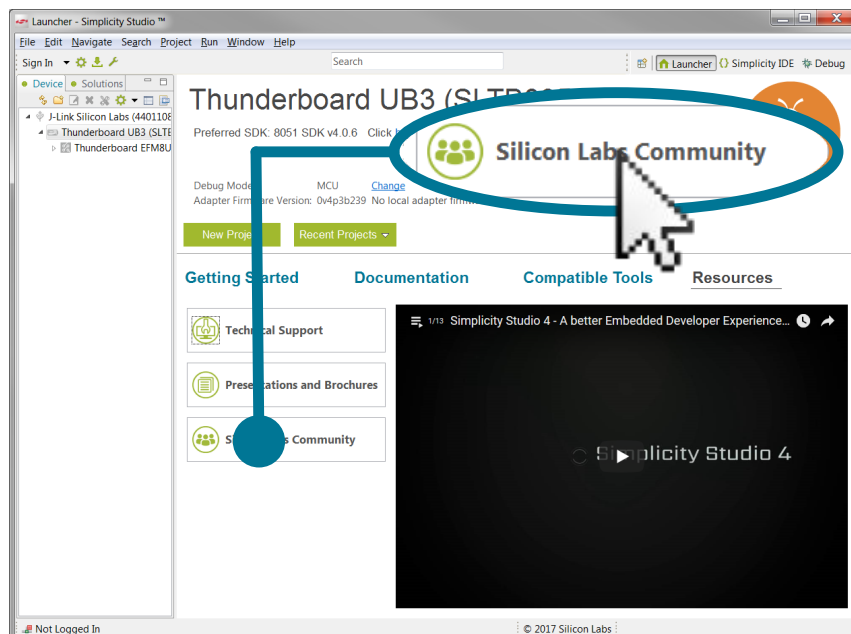 Launcher - Simplicity Studio ™
File Edit Navigate Search Project Run Window Help
Sign In
Search
Launcher
Simplicity IDE
Debug
Device
Solutions
J-Link Silicon Labs (4401108
Thunderboard UB3 (SLTB
Thunderboard EFM8U
Thunderboard UB3
Preferred SDK: 8051 SDK v4.0.6 Click
Silicon Labs Community
Debug Mode MCU Change
Adapter Firmware Version: 0v4p3b239 No local adapter
New Project
Recent Projects
Getting Started
Documentation
Compatible Tools
Resources
Technical Support
Presentations and Brochures
Community
1/13 Simplicity Studio 4 - A better Embedded Developer Experience...
Simplicity Studio 4
Not Logged In
© 2017 Silicon Labs